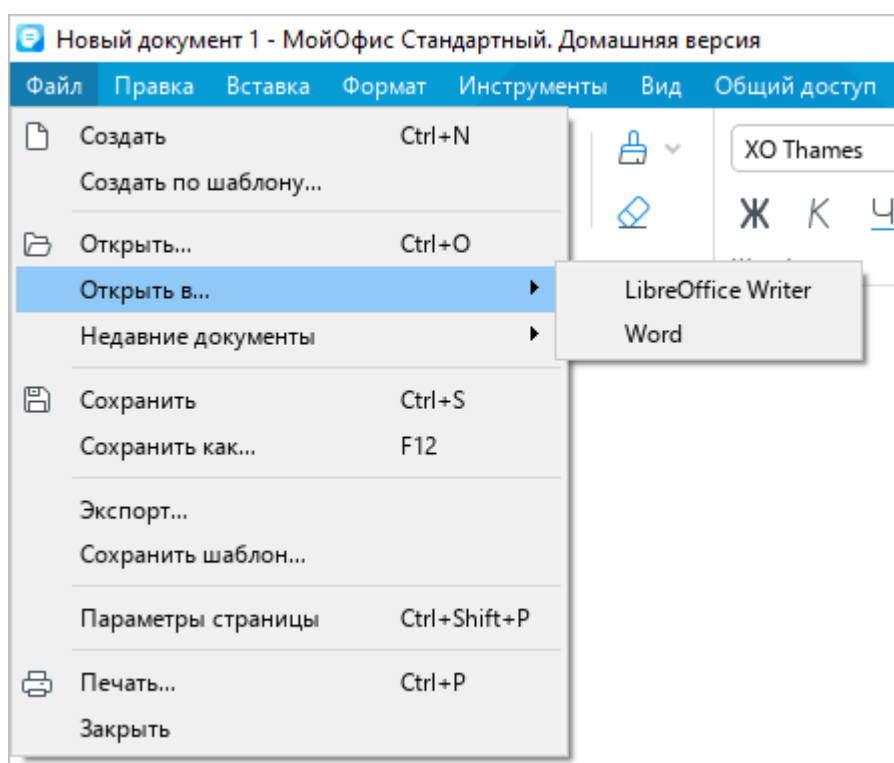 Новый документ 1 - МойОфис Стандартный. Домашняя версия
Файл Правка Вставка Формат Инструменты Вид Общий доступ
Создать Ctrl+N
Создать по шаблону...
Открыть... Ctrl+O
Открыть в...
Недавние документы
Сохранить Ctrl+S
Сохранить как... F12
Экспорт...
Сохранить шаблон...
Параметры страницы Ctrl+Shift+P
Печать... Ctrl+P
Закрыть
LibreOffice Writer
Word
XO Thames
Ж К Ч